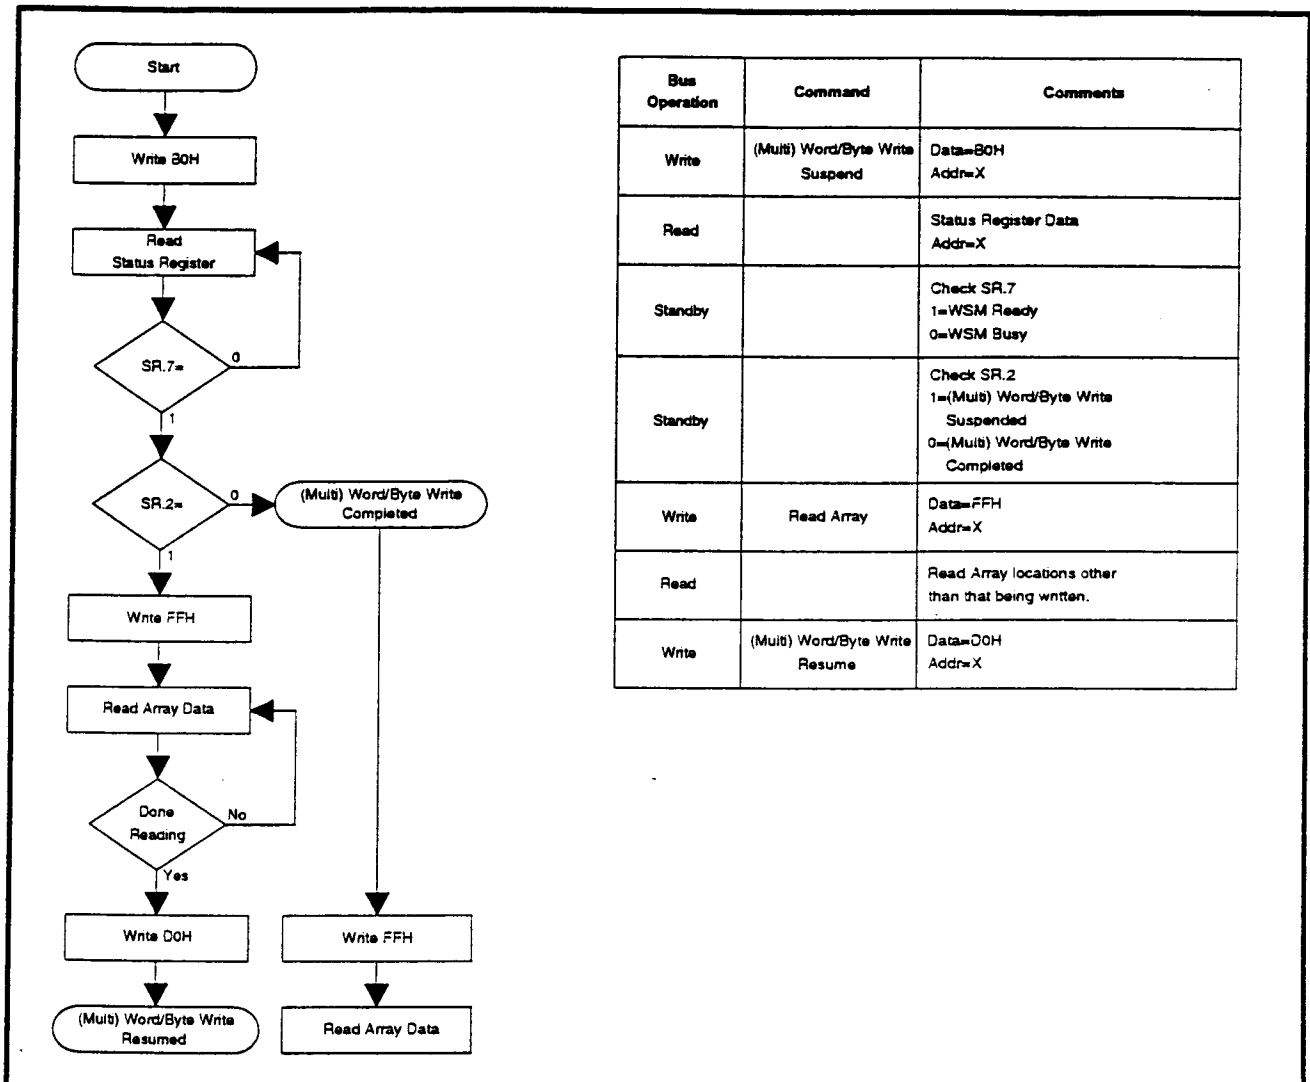 Start
Write B0H
Read
Status Register
SR.7=
0
1
SR.2=
0
1
(Multi) Word/Byte Write
Completed
Write FFH
Read Array Data
Done
Reading
No
Yes
Write D0H
(Multi) Word/Byte Write
Resumed
Write FFH
Read Array Data
Bus
Operation
Command
Comments
Write
(Multi) Word/Byte Write
Suspend
Data=B0H
Addr=X
Read
Status Register Data
Addr=X
Standby
Check SR.7
1=WSM Ready
0=WSM Busy
Standby
Check SR.2
1=(Multi) Word/Byte Write
Suspended
0=(Multi) Word/Byte Write
Completed
Write
Read Array
Data=FFH
Addr=X
Read
Read Array locations other
than that being written.
Write
(Multi) Word/Byte Write
Resume
Data=D0H
Addr=X